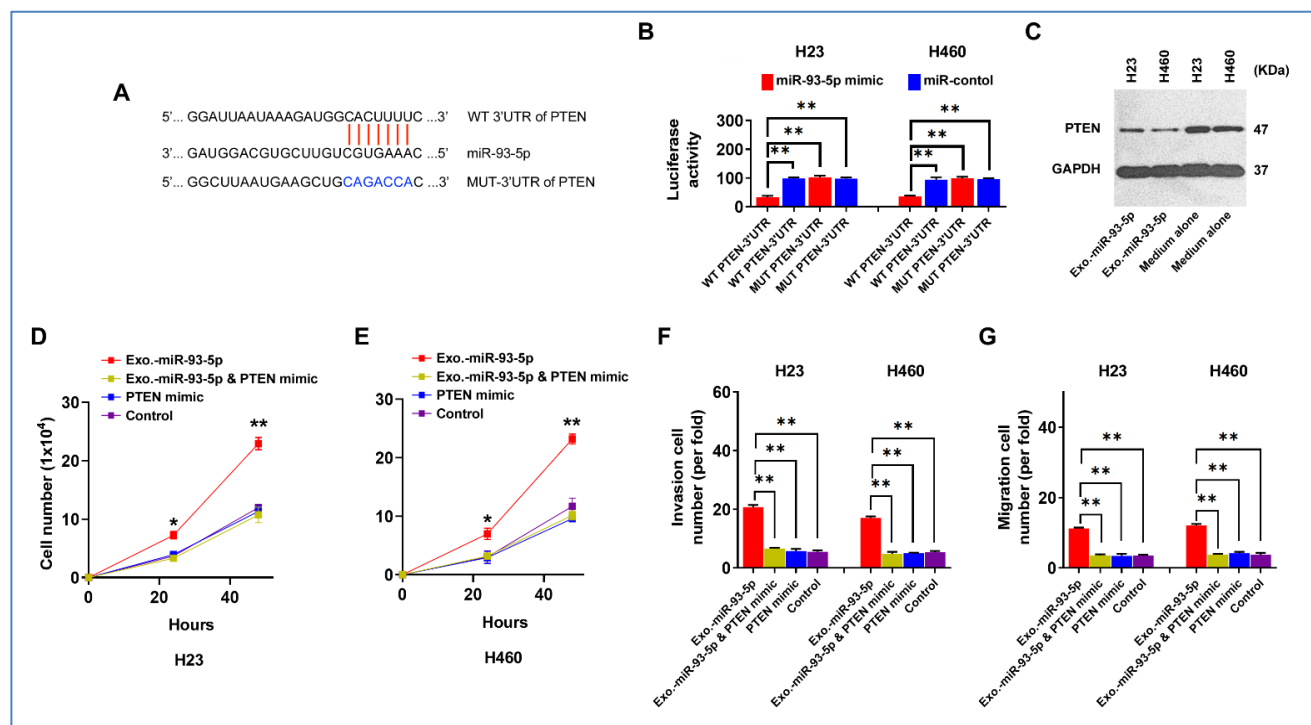 A
5'... GGAUUAAUAAAGAUGGCACUUUUC ...3' WT 3'UTR of PTEN
3'... GAUGGACGUGCUUGUCGUGAAAC ...5' miR-93-5p
5'... GGCUUAAUGAAGCUGCAGACCAC ...3' MUT-3'UTR of PTEN
B
H23 H460
miR-93-5p mimic miR-contol
Luciferase
activity
100
50
0
** ** **
** ** **
WT PTEN-3'UTR
WT PTEN-3'UTR
MUT PTEN-3'UTR
MUT PTEN-3'UTR
WT PTEN-3'UTR
WT PTEN-3'UTR
MUT PTEN-3'UTR
MUT PTEN-3'UTR
C
H23 H460 H23 H460 (KDa)
PTEN 47
GAPDH 37
Exo.-miR-93-5p
Exo.-miR-93-5p
Medium alone
Medium alone
D
Exo.-miR-93-5p
Exo.-miR-93-5p & PTEN mimic
PTEN mimic
Control
Cell number (1x10⁴)
30
20
10
0
* **
0 20 40
Hours
H23
E
Exo.-miR-93-5p
Exo.-miR-93-5p & PTEN mimic
PTEN mimic
Control
30
20
10
0
* **
0 20 40
Hours
H460
F
H23 H460
Invasion cell
number (per fold)
60
40
20
0
** ** **
** ** **
Exo.-miR-93-5p
Exo.-miR-93-5p & PTEN mimic
PTEN mimic
Control
Exo.-miR-93-5p
Exo.-miR-93-5p & PTEN mimic
PTEN mimic
Control
G
H23 H460
Migration cell
number (per fold)
40
20
0
** ** **
** ** **
Exo.-miR-93-5p
Exo.-miR-93-5p & PTEN mimic
PTEN mimic
Control
Exo.-miR-93-5p
Exo.-miR-93-5p & PTEN mimic
PTEN mimic
Control